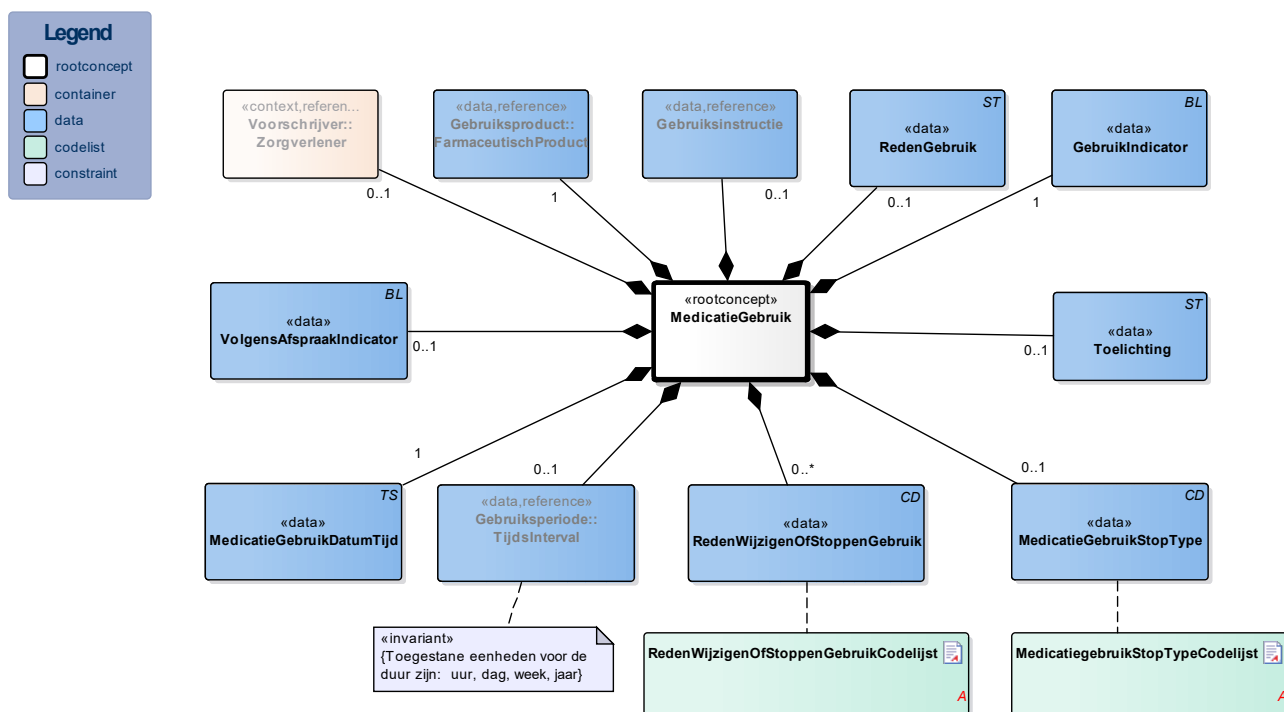 Legend
rootconcept
container
data
codelist
constraint
«context,referen...
Voorschrijver::
Zorgverlener
0..1
«data,reference»
Gebruiksproduct::
FarmaceutischProduct
1
«data,reference»
Gebruiksinstructie
0..1
ST
«data»
RedenGebruik
0..1
BL
«data»
GebruikIndicator
1
BL
«data»
VolgensAfspraakIndicator
0..1
«rootconcept»
MedicatieGebruik
ST
«data»
Toelichting
0..1
1
TS
«data»
MedicatieGebruikDatumTijd
0..1
«data,reference»
Gebruiksperiode::
TijdsInterval
0..*
CD
«data»
RedenWijzigenOfStoppenGebruik
0..1
CD
«data»
MedicatieGebruikStopType
«invariant»
{Toegestane eenheden voor de
duur zijn: uur, dag, week, jaar}
RedenWijzigenOfStoppenGebruikCodelijst
A
MedicatiegebruikStopTypeCodelijst
A